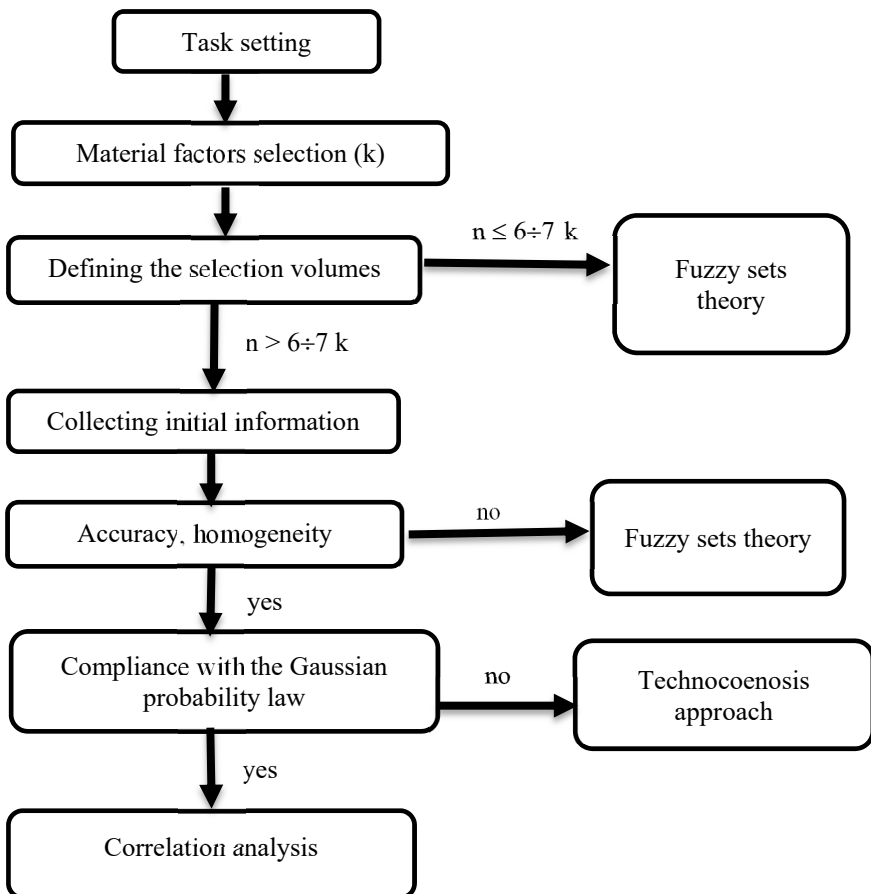 Task setting
Material factors selection (k)
n ≤ 6÷7 k
Defining the selection volumes
Fuzzy sets
theory
n > 6÷7 k
Collecting initial information
Accuracy, homogeneity
no
Fuzzy sets theory
yes
Compliance with the Gaussian
probability law
no
Technocoenosis
approach
yes
Correlation analysis